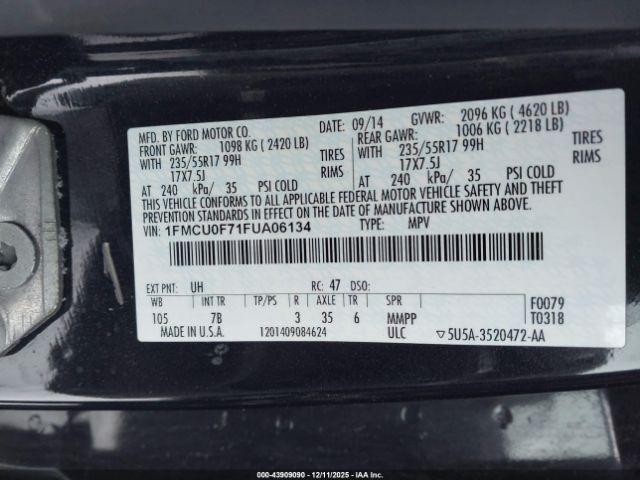 MFD. BY FORD MOTOR CO. DATE: 09/14 GVWR: 2096 KG ( 4620 LB)
FRONT GAWR: 1098 KG ( 2420 LB) REAR GAWR: 1006 KG ( 2218 LB)
WITH 235/55R17 99H TIRES WITH 235/55R17 99H TIRES
17X7.5J RIMS 17X7.5J RIMS
AT 240 kPa/ 35 PSI COLD AT 240 kPa/ 35 PSI COLD
THIS VEHICLE CONFORMS TO ALL APPLICABLE FEDERAL MOTOR VEHICLE SAFETY AND THEFT
PREVENTION STANDARDS IN EFFECT ON THE DATE OF MANUFACTURE SHOWN ABOVE.
VIN: 1FMCU0F71FUA06134 TYPE: MPV
EXT PNT: UH RC: 47 DSO:
WB INT TR TP/PS R AXLE TR SPR F0079
105 7B 3 35 6 MMPP T0318
MADE IN U.S.A. 1201409084624 ULC ▽5U5A-3520472-AA
000-43909090 - 12/11/2025 - IAA Inc.